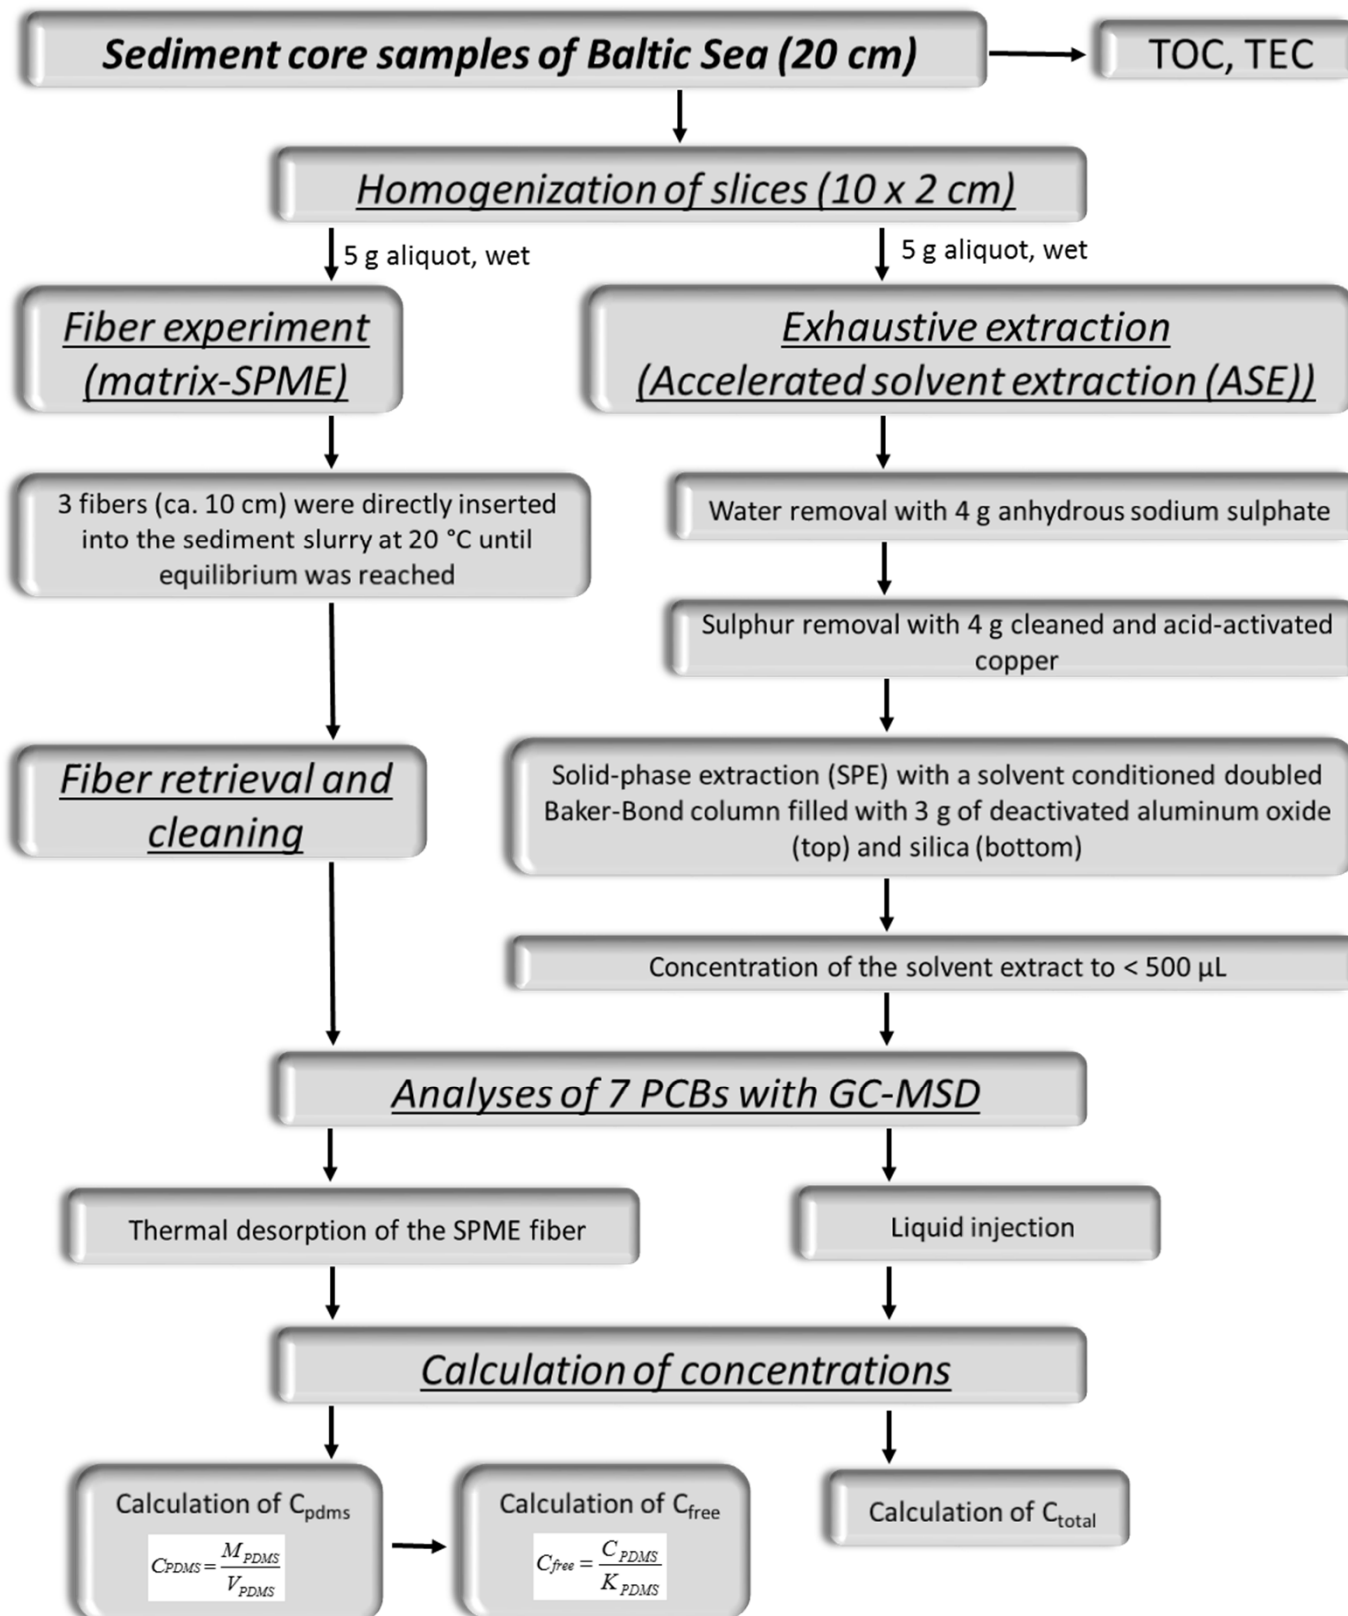 Sediment core samples of Baltic Sea (20 cm)
TOC, TEC
Homogenization of slices (10 x 2 cm)
5 g aliquot, wet
5 g aliquot, wet
Fiber experiment
(matrix-SPME)
Exhaustive extraction
(Accelerated solvent extraction (ASE))
3 fibers (ca. 10 cm) were directly inserted
into the sediment slurry at 20 °C until
equilibrium was reached
Water removal with 4 g anhydrous sodium sulphate
Sulphur removal with 4 g cleaned and acid-activated
copper
Fiber retrieval and
cleaning
Solid-phase extraction (SPE) with a solvent conditioned doubled
Baker-Bond column filled with 3 g of deactivated aluminum oxide
(top) and silica (bottom)
Concentration of the solvent extract to < 500 µL
Analyses of 7 PCBs with GC-MSD
Thermal desorption of the SPME fiber
Liquid injection
Calculation of concentrations
Calculation of Cpdms
CPDMS = MPDMS / VPDMS
Calculation of Cfree
Cfree = CPDMS / KPDMS
Calculation of Ctotal